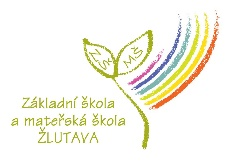 ZŠ MŠ
Základní škola
a mateřská škola
ŽLUTAVA